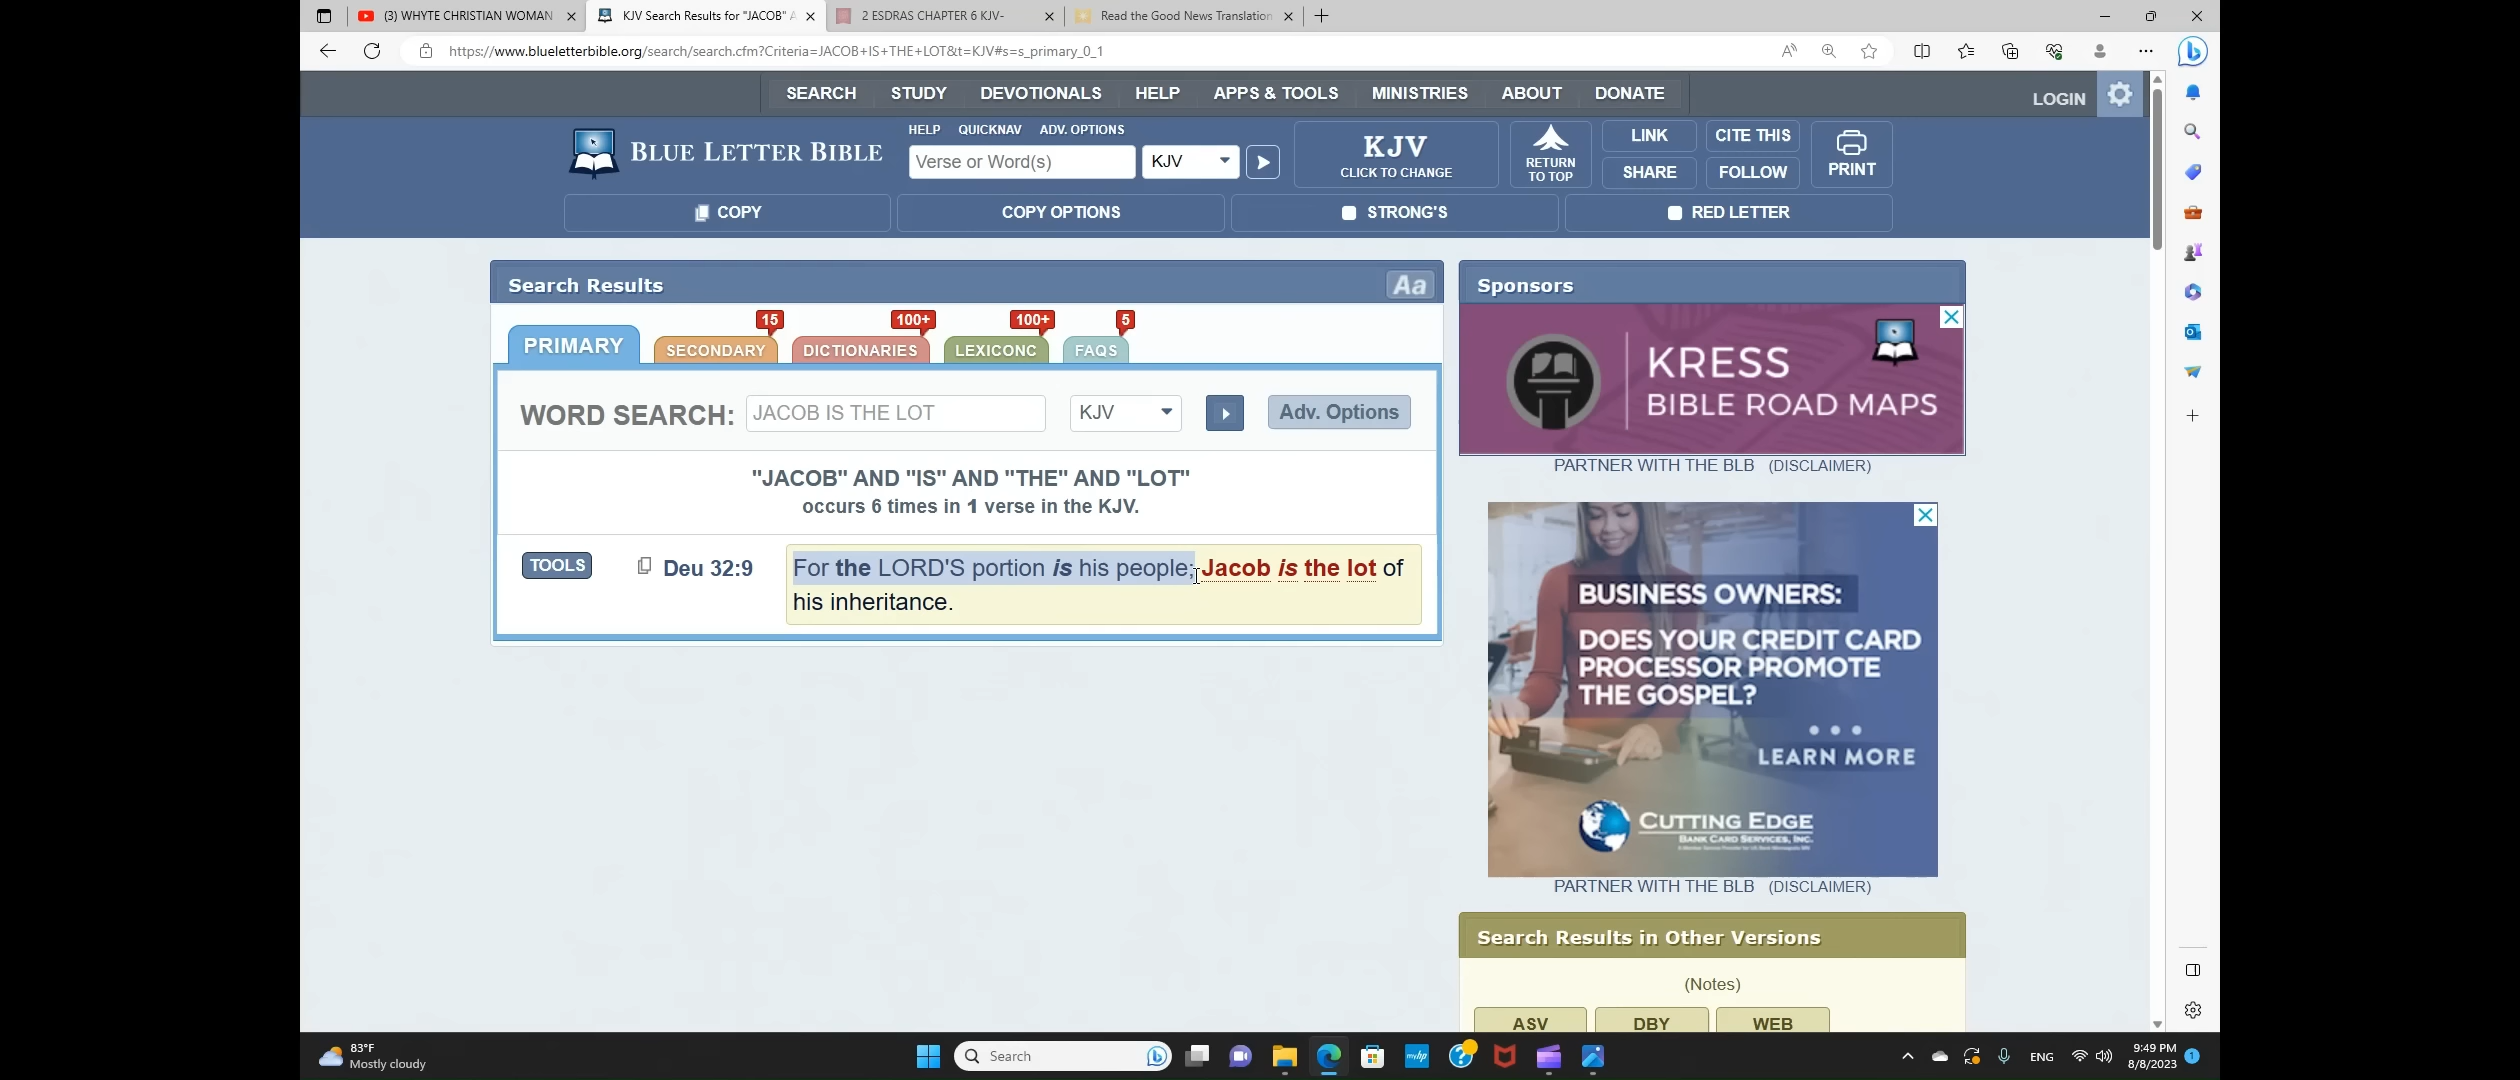 (3) WHYTE CHRISTIAN WOMAN
KJV Search Results for "JACOB" A
2 ESDRAS CHAPTER 6 KJV-
Read the Good News Translation
https://www.blueletterbible.org/search/search.cfm?Criteria=JACOB+IS+THE+LOT&t=KJV#s=s_primary_0_1
SEARCH STUDY DEVOTIONALS HELP APPS & TOOLS MINISTRIES ABOUT DONATE
LOGIN
BLUE LETTER BIBLE
HELP QUICKNAV ADV. OPTIONS
Verse or Word(s)
KJV
KJV
CLICK TO CHANGE
RETURN
TO TOP
LINK
CITE THIS
SHARE
FOLLOW
PRINT
COPY
COPY OPTIONS
STRONG'S
RED LETTER
Search Results
Aa
PRIMARY
15
SECONDARY
100+
DICTIONARIES
100+
LEXICONC
5
FAQS
WORD SEARCH: JACOB IS THE LOT KJV Adv. Options
"JACOB" AND "IS" AND "THE" AND "LOT"
occurs 6 times in 1 verse in the KJV.
TOOLS
Deu 32:9
For the LORD'S portion is his people; Jacob is the lot of
his inheritance.
Sponsors
KRESS
BIBLE ROAD MAPS
PARTNER WITH THE BLB (DISCLAIMER)
BUSINESS OWNERS:
DOES YOUR CREDIT CARD
PROCESSOR PROMOTE
THE GOSPEL?
LEARN MORE
CUTTING EDGE
BANK CARD SERVICES, INC.
PARTNER WITH THE BLB (DISCLAIMER)
Search Results in Other Versions
(Notes)
ASV DBY WEB
83°F
Mostly cloudy
Search
myhp
ENG
9:49 PM
8/8/2023
1